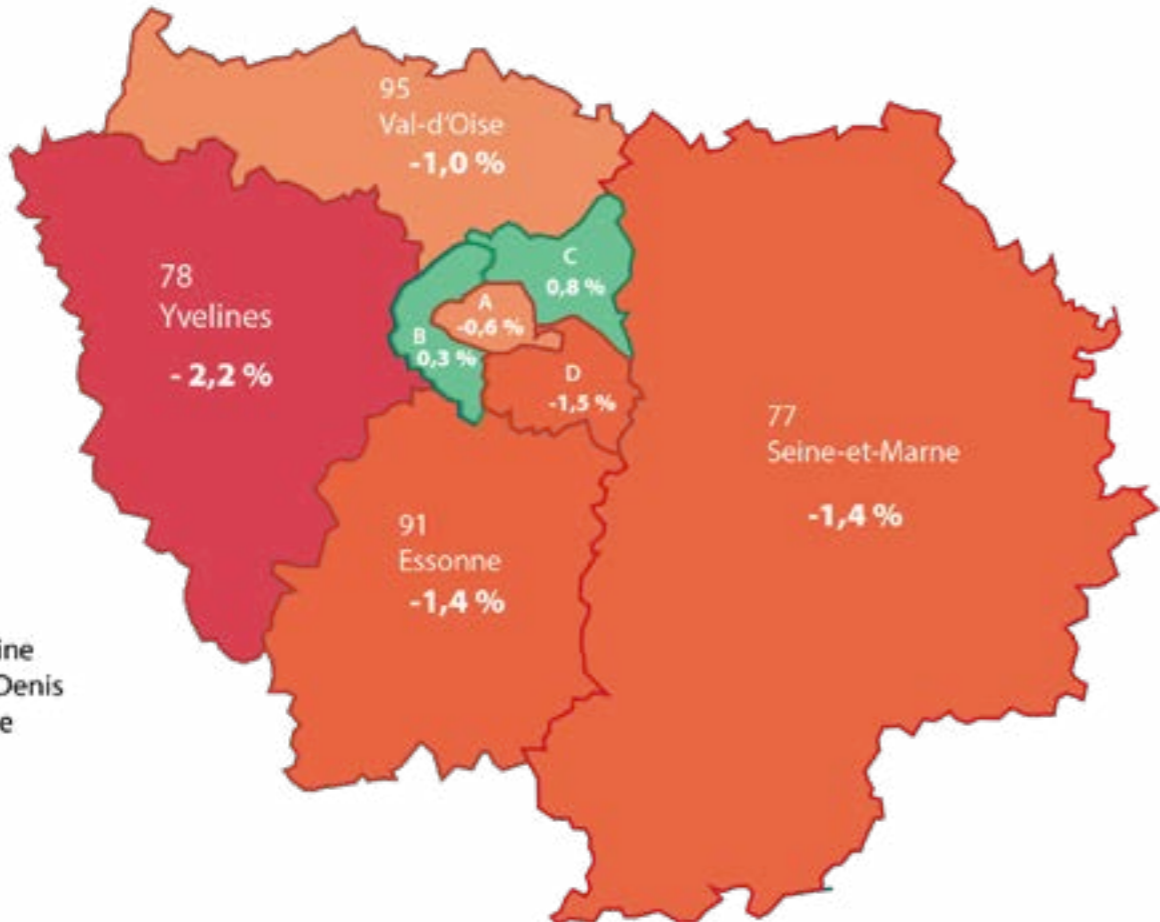 95
Val-d'Oise
-1,0 %
78
Yvelines
- 2,2 %
C
0,8 %
A
-0,6 %
B
0,3 %
D
-1,5 %
77
Seine-et-Marne
-1,4 %
91
Essonne
-1,4 %
ine
Denis
e